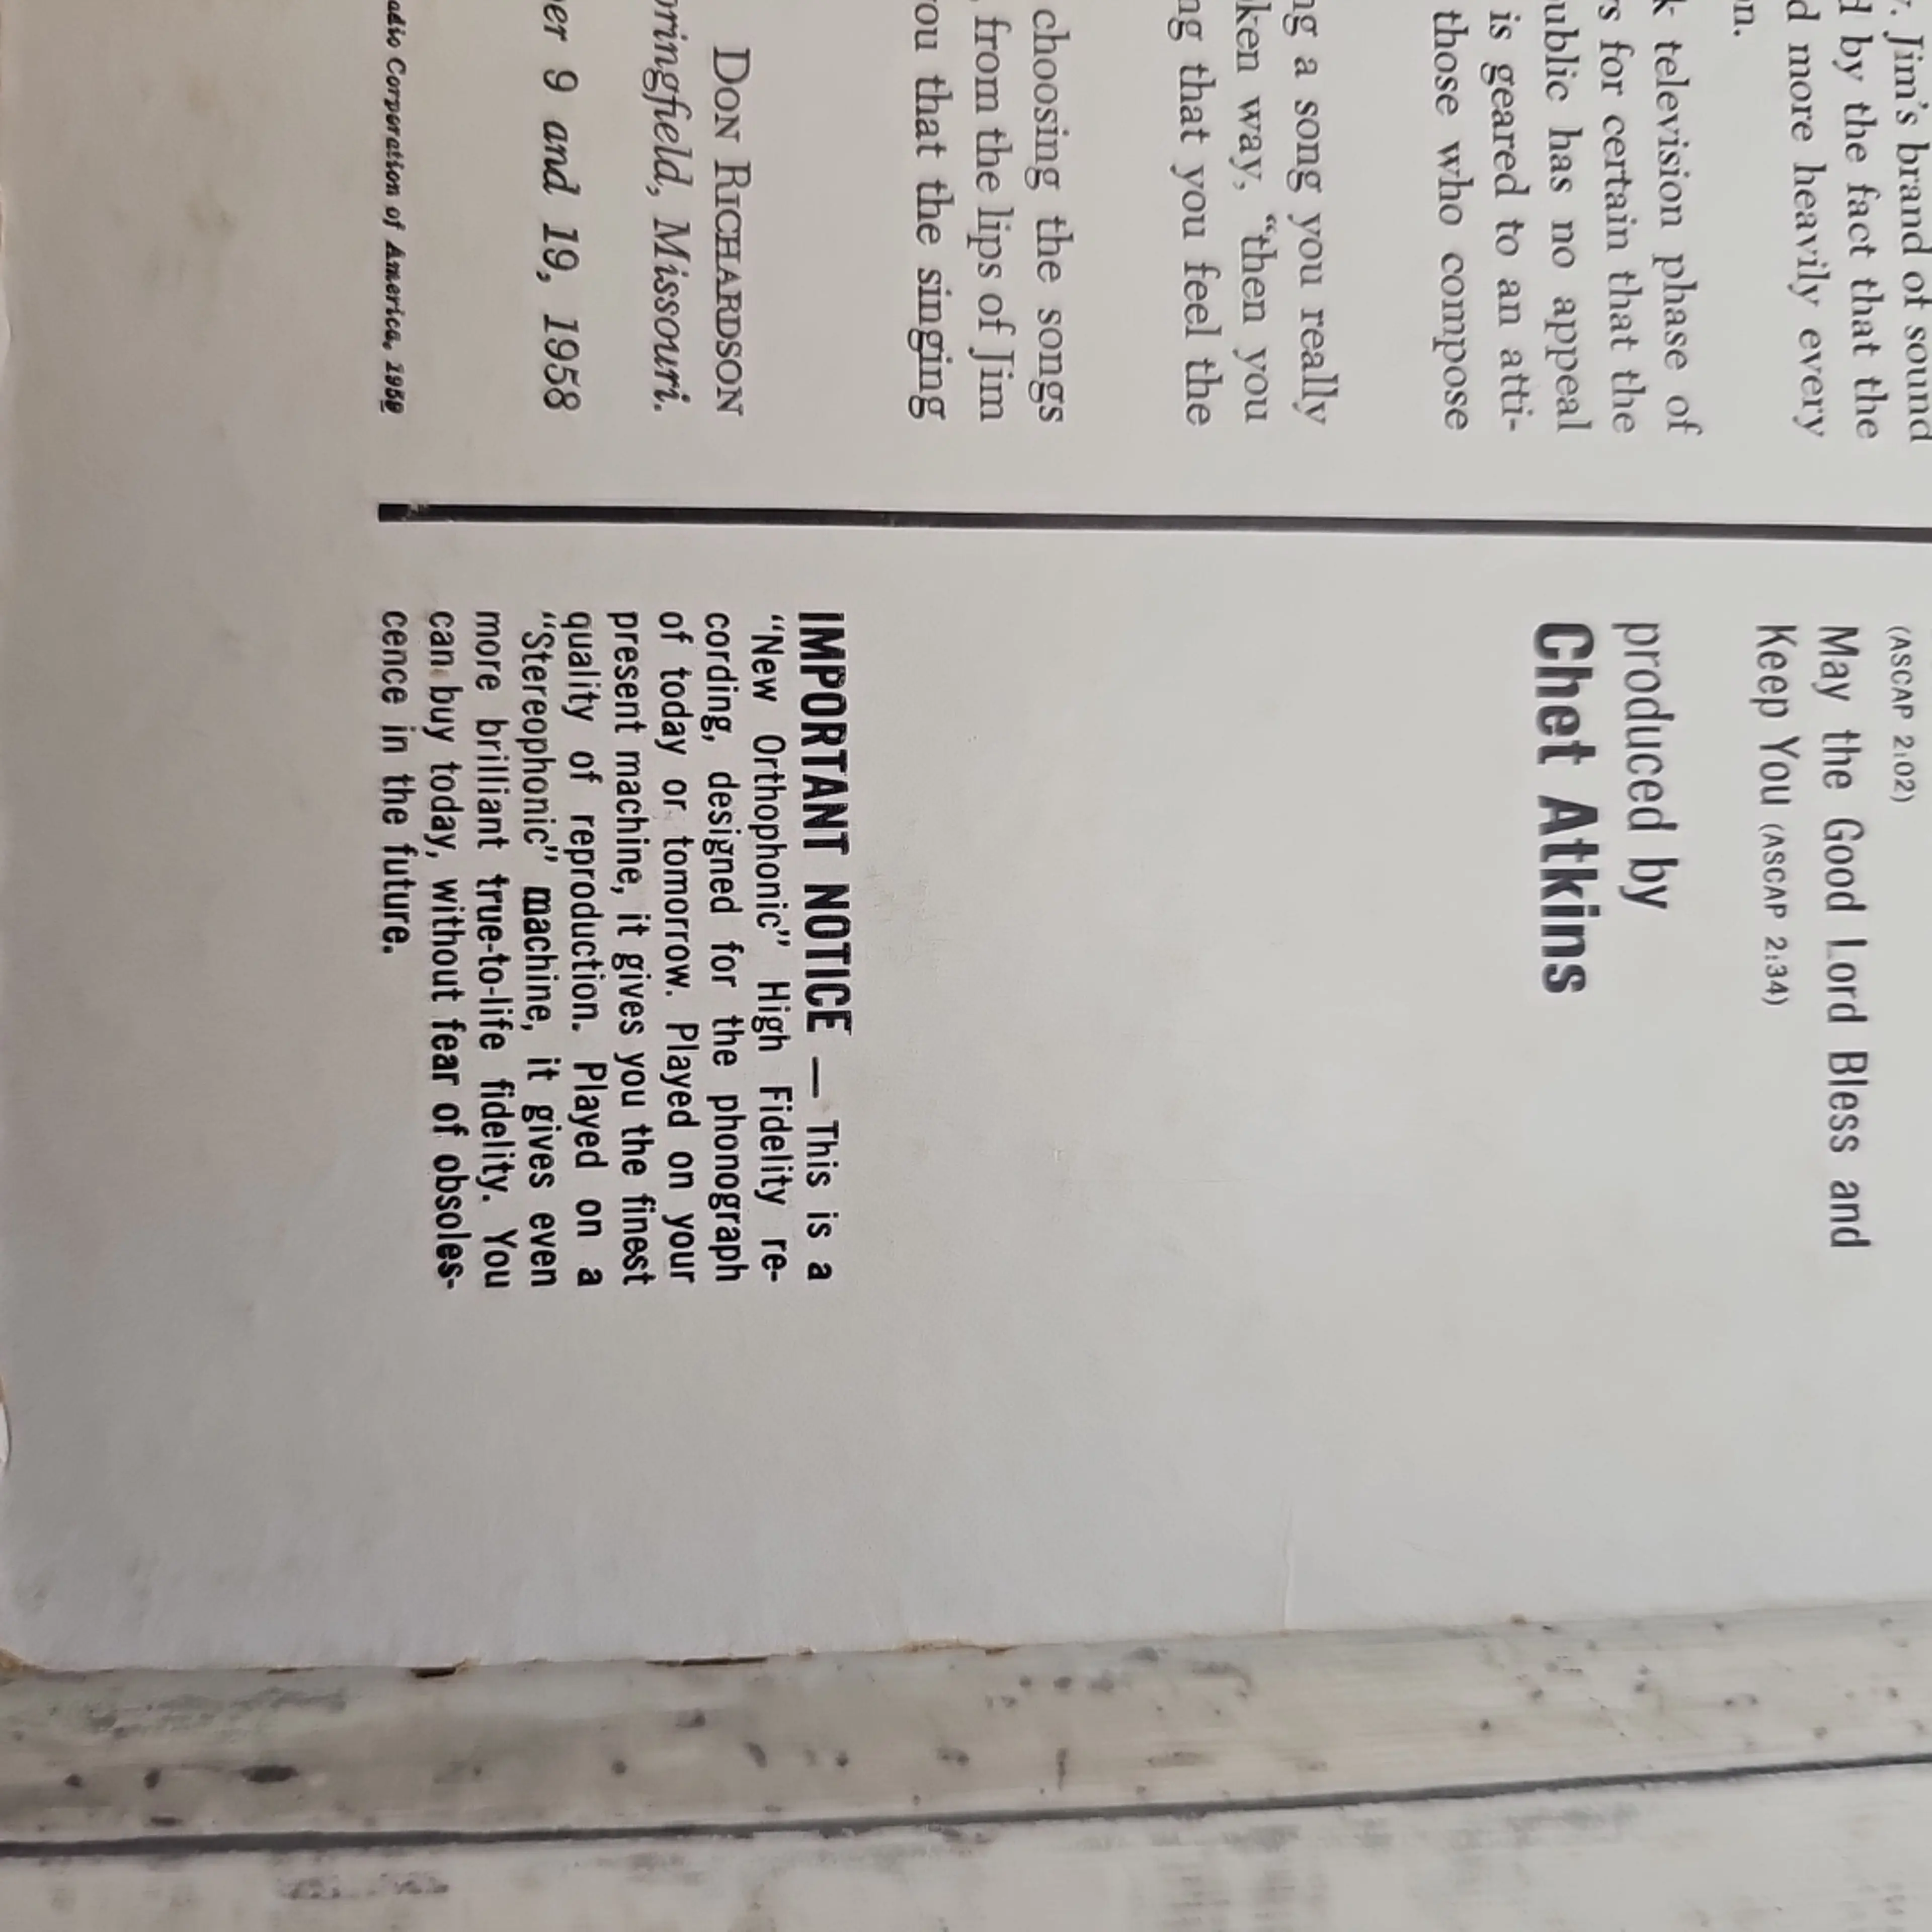 . Jim's brand of sound
by the fact that the
d more heavily every
n.
k television phase of
s for certain that the
ublic has no appeal
is geared to an atti-
those who compose
ng a song you really
ken way, “then you
ng that you feel the
choosing the songs
from the lips of Jim
ou that the singing
DON RICHARDSON
pringfield, Missouri.
er 9 and 19, 1958
adio Corporation of America, 1959
(ASCAP 2:02)
May the Good Lord Bless and
Keep You (ASCAP 2:34)
produced by
Chet Atkins
IMPORTANT NOTICE — This is a
“New Orthophonic” High Fidelity re-
cording, designed for the phonograph
of today or tomorrow. Played on your
present machine, it gives you the finest
quality of reproduction. Played on a
“Stereophonic” machine, it gives even
more brilliant true-to-life fidelity. You
can buy today, without fear of obsoles-
cence in the future.